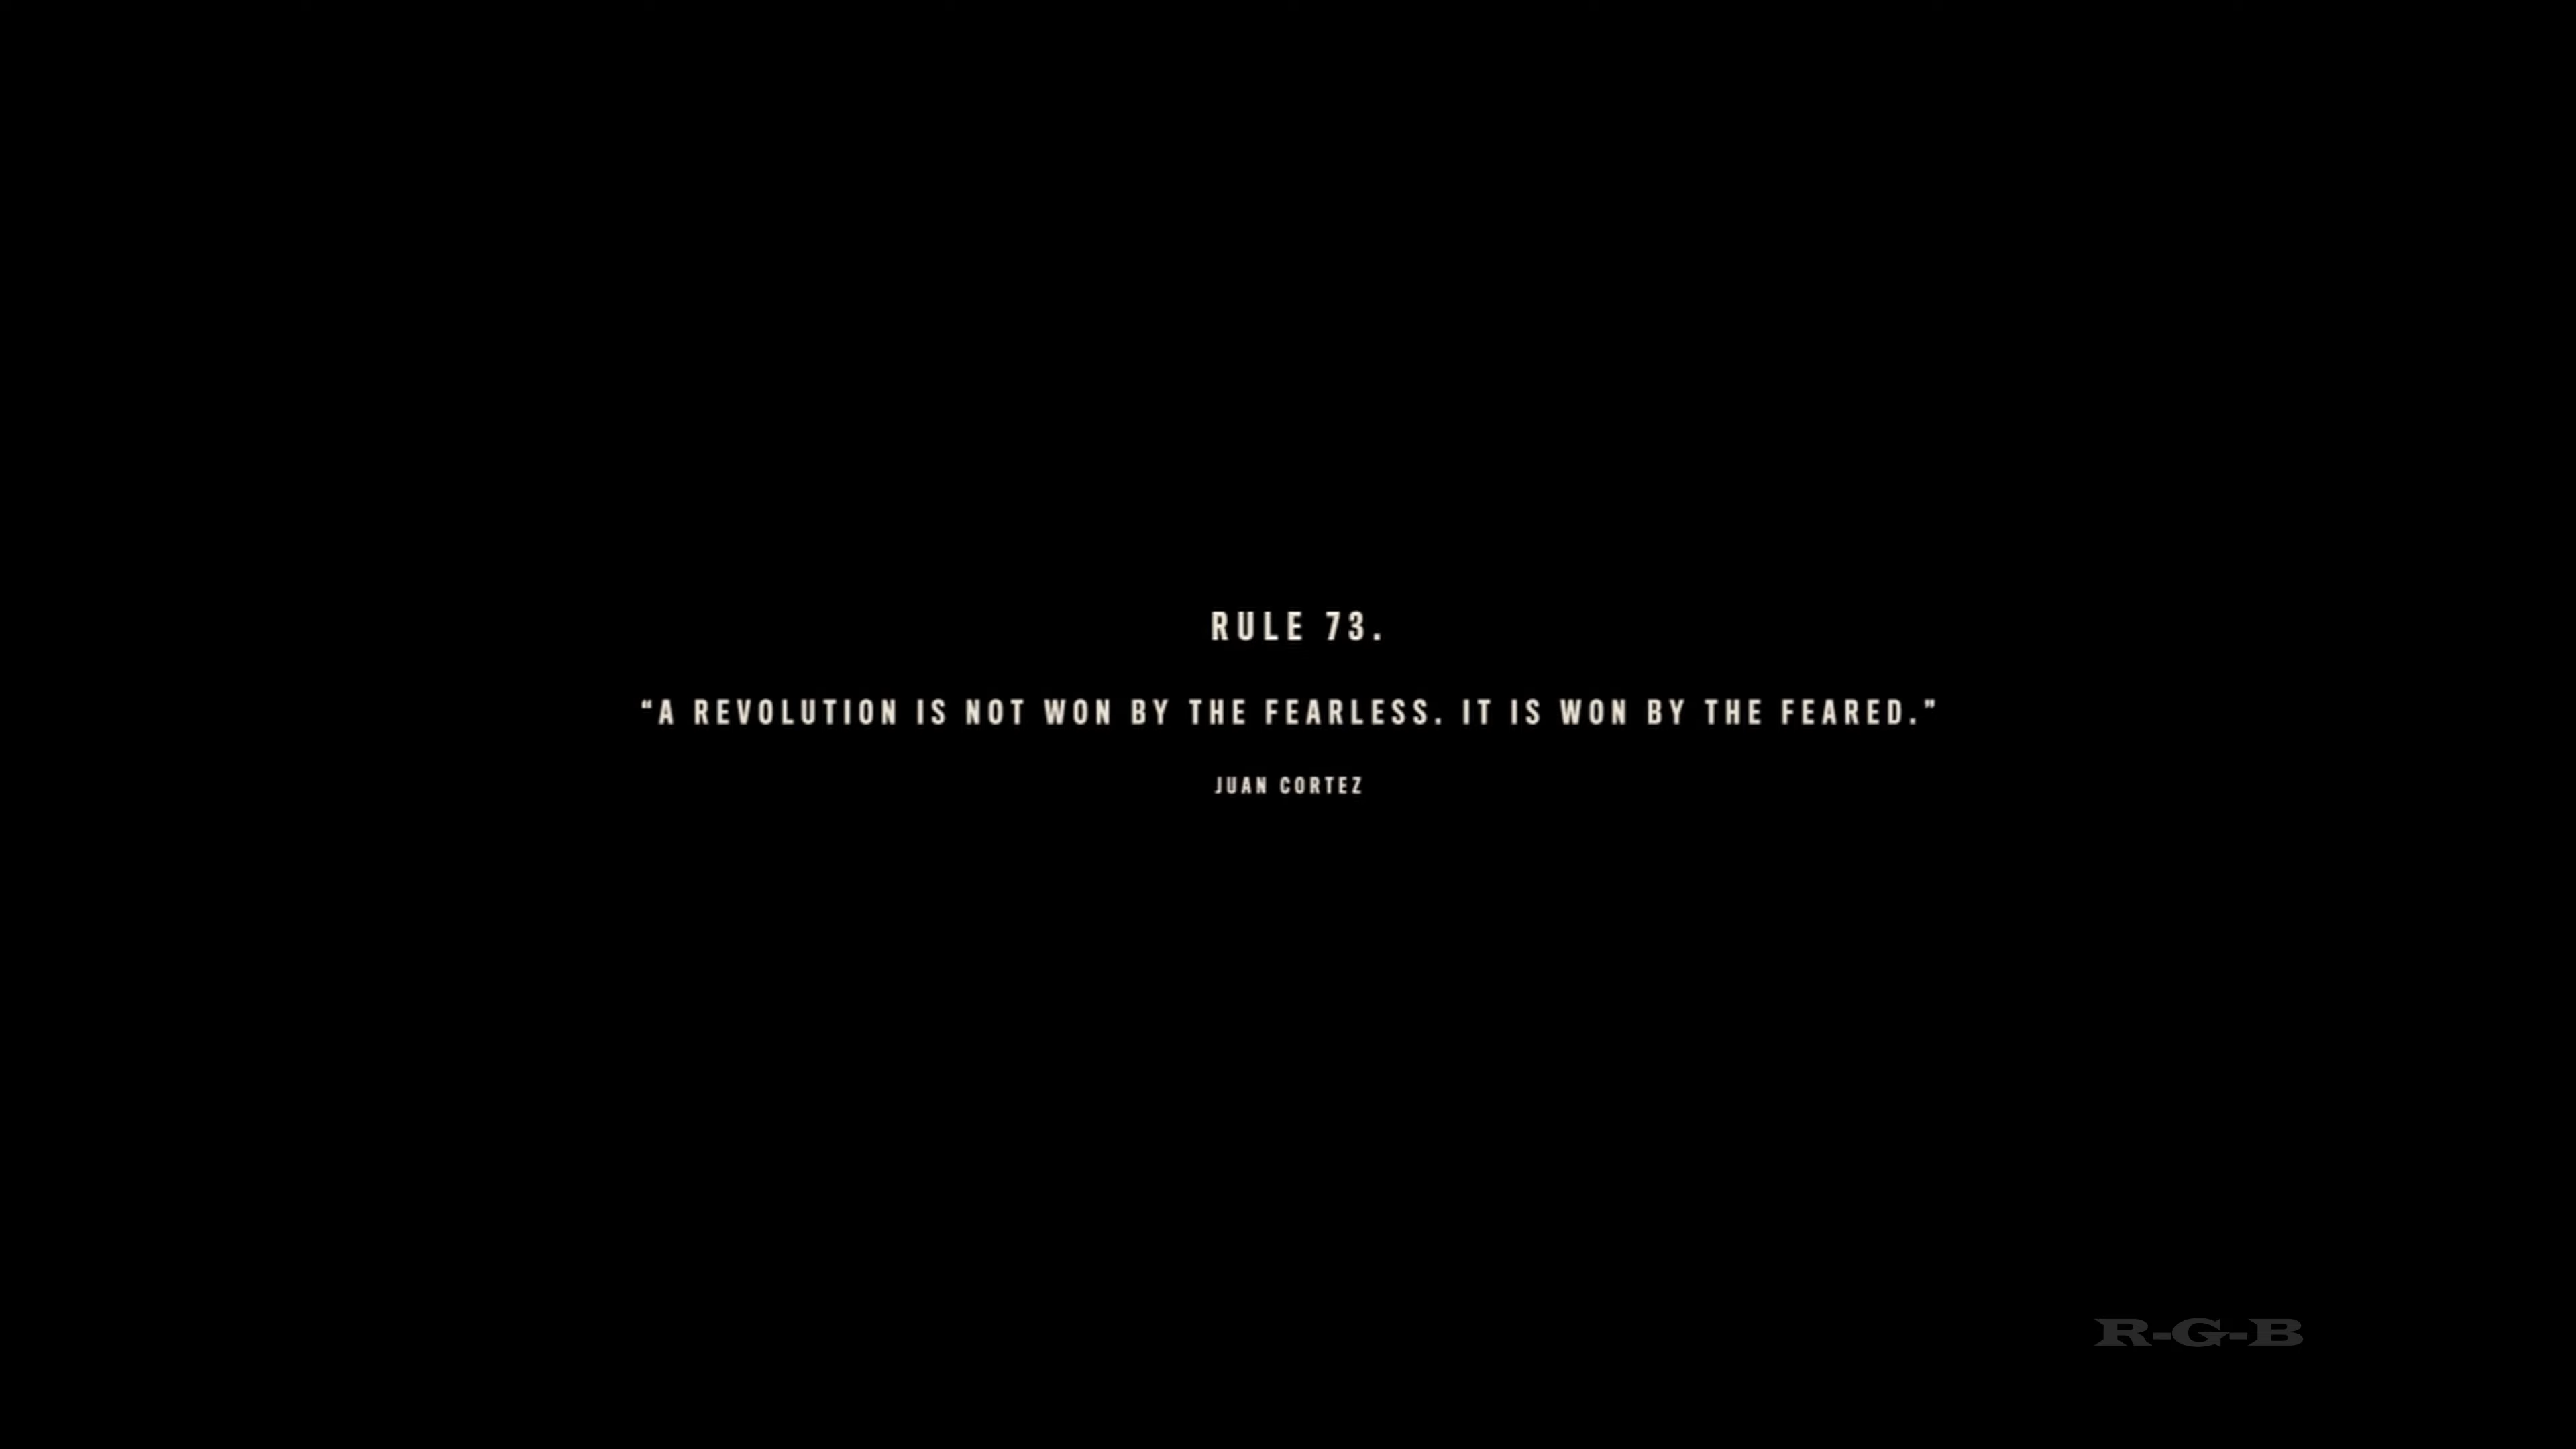 RULE 73.
“A REVOLUTION IS NOT WON BY THE FEARLESS. IT IS WON BY THE FEARED.”
JUAN CORTEZ
R-G-B